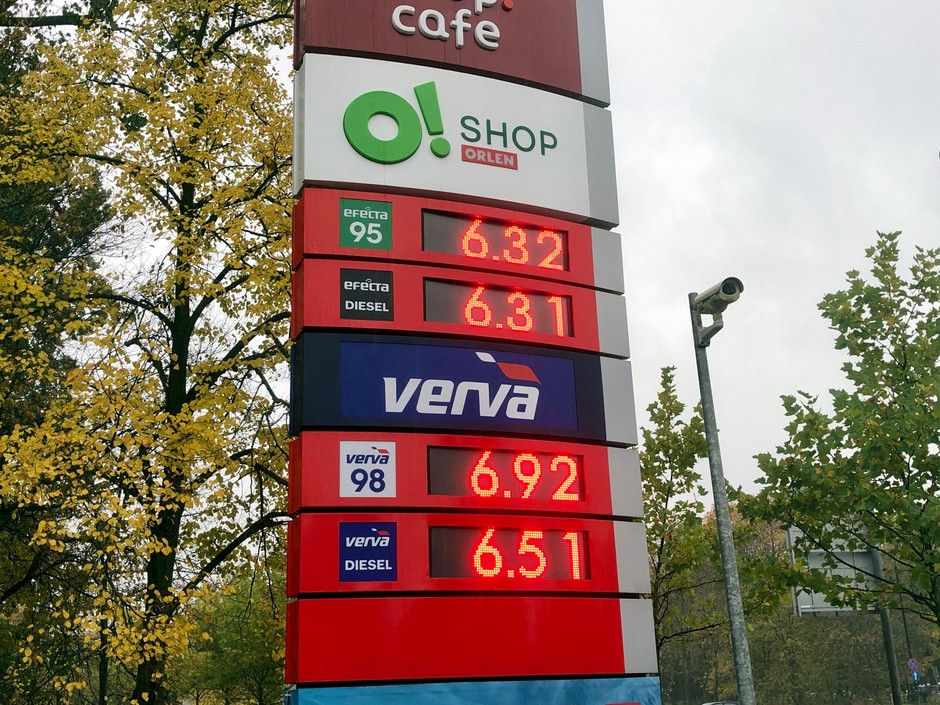 cafe
O! SHOP
ORLEN
efecta
95
6.32
efecta
DIESEL
6.31
verva
verva
98
6.92
verva
DIESEL
6.51